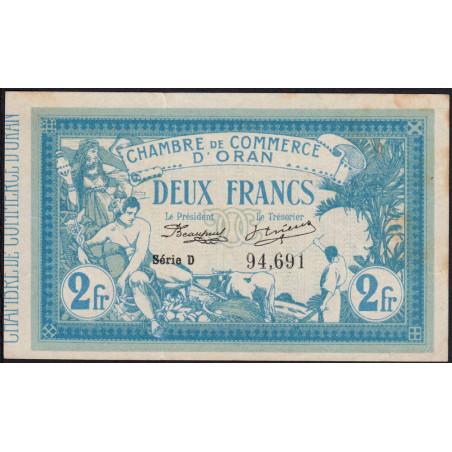 CHAMBRE DE COMMERCE D'ORAN
CHAMBRE DE COMMERCE
D'ORAN
DEUX FRANCS
Le Président
Le Trésorier
Série D
94,691
2fr.
2fr.